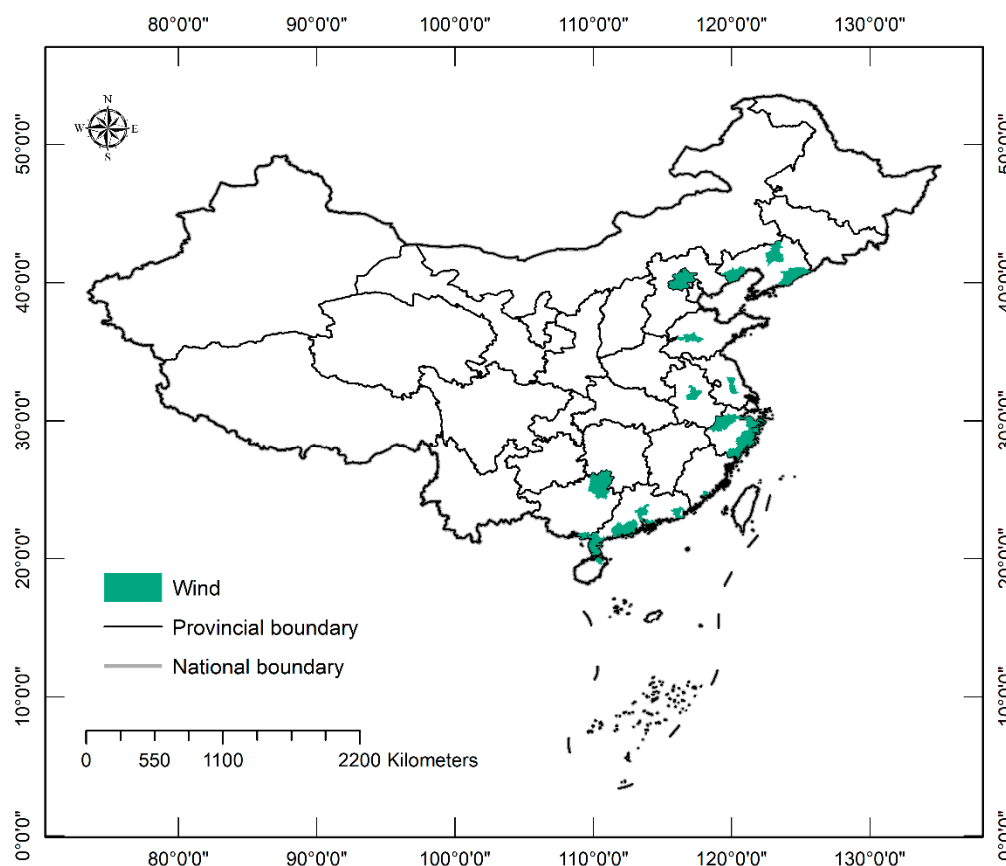 80°0'0" 90°0'0" 100°0'0" 110°0'0" 120°0'0" 130°0'0"
N
W E
S
50°0'0" 50°0'0"
40°0'0" 40°0'0"
30°0'0" 30°0'0"
20°0'0" 20°0'0"
10°0'0" 10°0'0"
0°0'0" 0°0'0"
Wind
Provincial boundary
National boundary
0 550 1100 2200 Kilometers
80°0'0" 90°0'0" 100°0'0" 110°0'0" 120°0'0" 130°0'0"